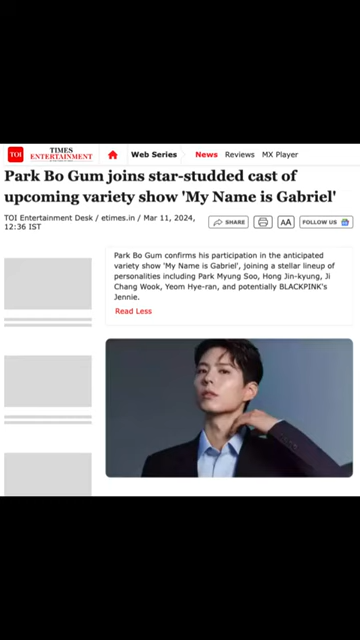 TOI TIMES
ENTERTAINMENT
Web Series News Reviews MX Player
Park Bo Gum joins star-studded cast of
upcoming variety show 'My Name is Gabriel'
TOI Entertainment Desk / etimes.in / Mar 11, 2024,
12:36 IST
SHARE AA FOLLOW US
Park Bo Gum confirms his participation in the anticipated
variety show 'My Name is Gabriel', joining a stellar lineup of
personalities including Park Myung Soo, Hong Jin-kyung, Ji
Chang Wook, Yeom Hye-ran, and potentially BLACKPINK's
Jennie.
Read Less